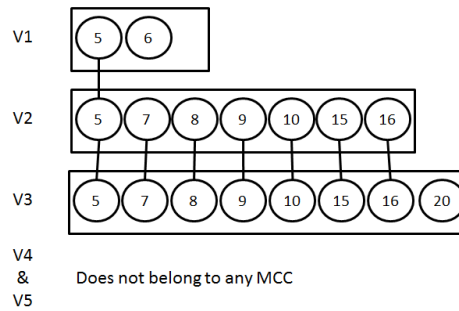 V1 5 6
V2 5 7 8 9 10 15 16
V3 5 7 8 9 10 15 16 20
V4
& Does not belong to any MCC
V5